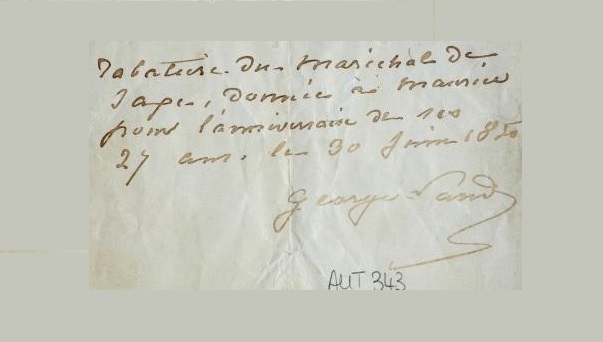 Tabatière du maréchal de
Saxe, donnée à Maurice
pour l'anniversaire de ses
27 ans. le 30 Juin 1850
George Sand
AUT 343